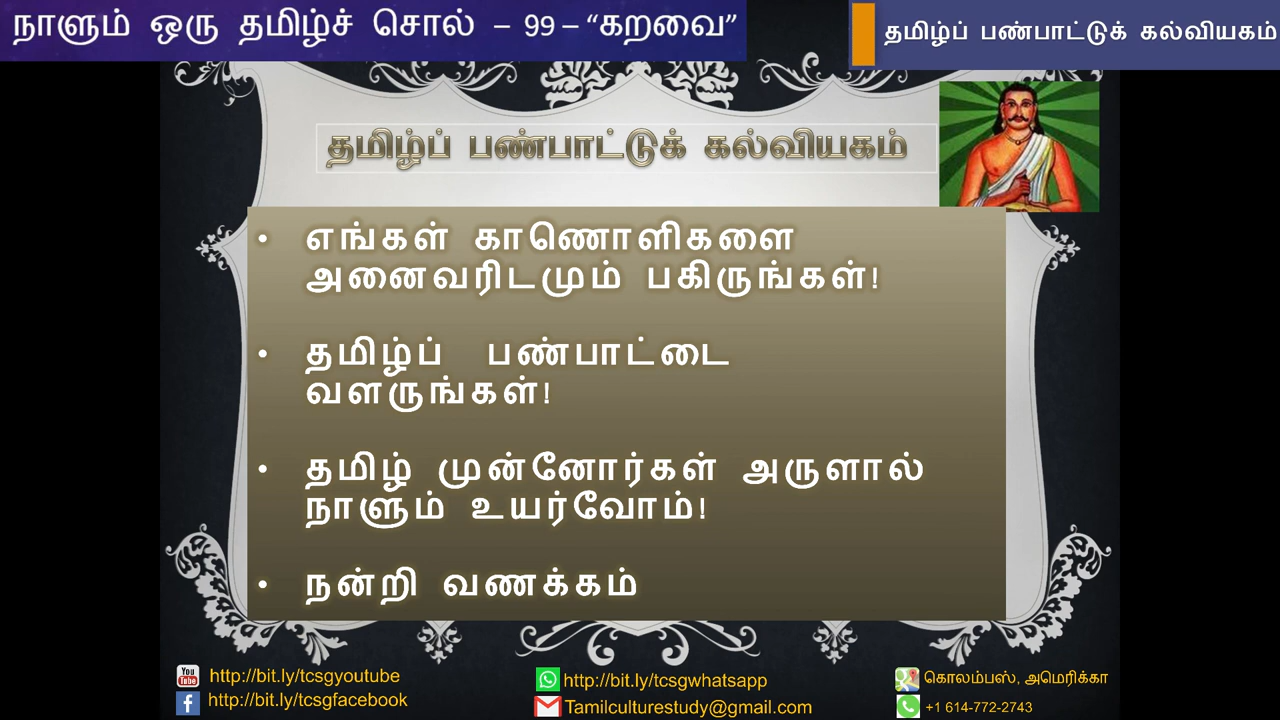 நாளும் ஒரு தமிழ்ச் சொல் – 99 – “கறவை”
தமிழ்ப் பண்பாட்டுக் கல்வியகம்
தமிழ்ப் பண்பாட்டுக் கல்வியகம்
• எங்கள் காணொளிகளை
அனைவரிடமும் பகிருங்கள்!
• தமிழ்ப் பண்பாட்டை
வளருங்கள்!
• தமிழ் முன்னோர்கள் அருளால்
நாளும் உயர்வோம்!
• நன்றி வணக்கம்
You Tube http://bit.ly/tcsgyoutube
http://bit.ly/tcsgfacebook
http://bit.ly/tcsgwhatsapp
Tamilculturestudy@gmail.com
கொலம்பஸ், அமெரிக்கா
+1 614-772-2743